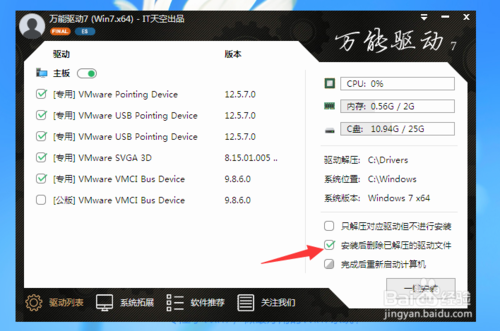 万能驱动7 (Win7.x64) - IT天空出品
FINAL IS
万能驱动 7
驱动 版本
主板
[专用] VMware Pointing Device 12.5.7.0
[专用] VMware USB Pointing Device 12.5.7.0
[专用] VMware USB Pointing Device 12.5.7.0
[专用] VMware SVGA 3D 8.15.01.005 ..
[专用] VMware VMCI Bus Device 9.8.6.0
[公版] VMware VMCI Bus Device 9.8.6.0
CPU: 0%
内存: 0.56G / 2G
C盘: 10.94G / 25G
驱动解压: C:\Drivers
系统位置: C:\Windows
系统版本: Windows 7 x64
只解压对应驱动但不进行安装
安装后删除已解压的驱动文件
完成后重新启动计算机
驱动列表 系统拓展 软件推荐 关注我们
Baidu经验
jingyan.baidu.com